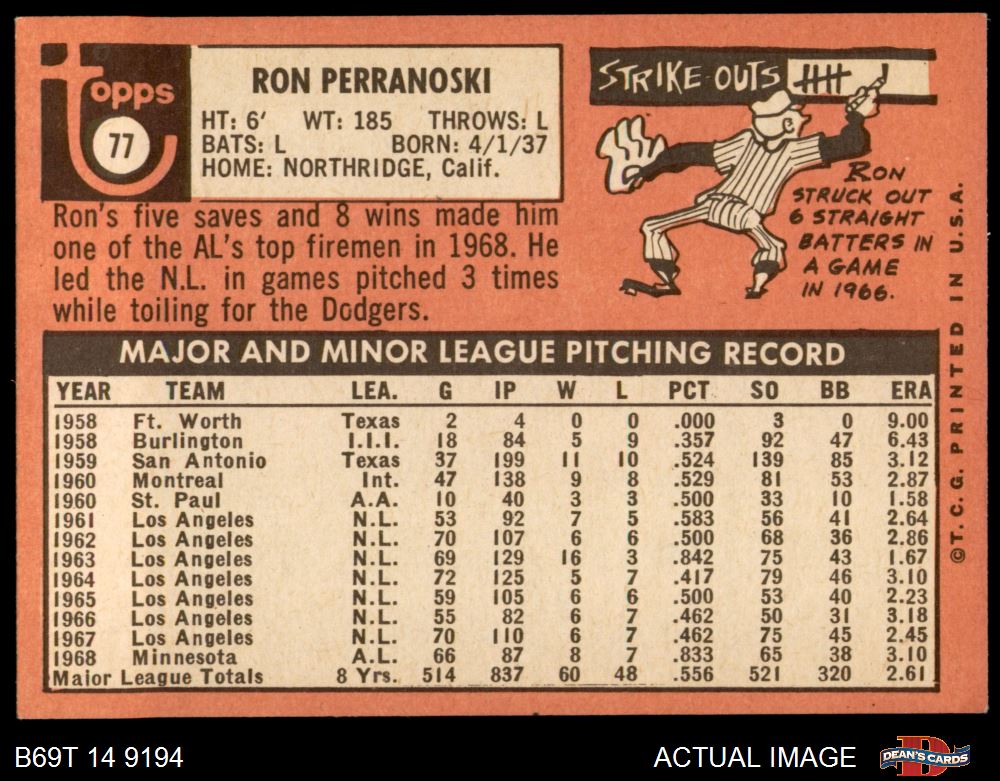 topps
77
RON PERRANOSKI
HT: 6' WT: 185 THROWS: L
BATS: L BORN: 4/1/37
HOME: NORTHRIDGE, Calif.
Ron's five saves and 8 wins made him
one of the AL's top firemen in 1968. He
led the N.L. in games pitched 3 times
while toiling for the Dodgers.
STRIKE-OUTS
RON
STRUCK OUT
6 STRAIGHT
BATTERS IN
A GAME
IN 1966.
©T.C.G. PRINTED IN U.S.A.
MAJOR AND MINOR LEAGUE PITCHING RECORD
YEAR TEAM LEA. G IP W L PCT SO BB ERA
1958 Ft. Worth Texas 2 4 0 0 .000 3 0 9.00
1958 Burlington I.I.I. 18 84 5 9 .357 92 47 6.43
1959 San Antonio Texas 37 199 11 10 .524 139 85 3.12
1960 Montreal Int. 47 138 9 8 .529 81 53 2.87
1960 St. Paul A.A. 10 40 3 3 .500 33 10 1.58
1961 Los Angeles N.L. 53 92 7 5 .583 56 41 2.64
1962 Los Angeles N.L. 70 107 6 6 .500 68 36 2.86
1963 Los Angeles N.L. 69 129 16 3 .842 75 43 1.67
1964 Los Angeles N.L. 72 125 5 7 .417 79 46 3.10
1965 Los Angeles N.L. 59 105 6 6 .500 53 40 2.23
1966 Los Angeles N.L. 55 82 6 7 .462 50 31 3.18
1967 Los Angeles N.L. 70 110 6 7 .462 75 45 2.45
1968 Minnesota A.L. 66 87 8 7 .833 65 38 3.10
Major League Totals 8 Yrs. 514 837 60 48 .556 521 320 2.61
B69T 14 9194
ACTUAL IMAGE
DEAN'S CARDS